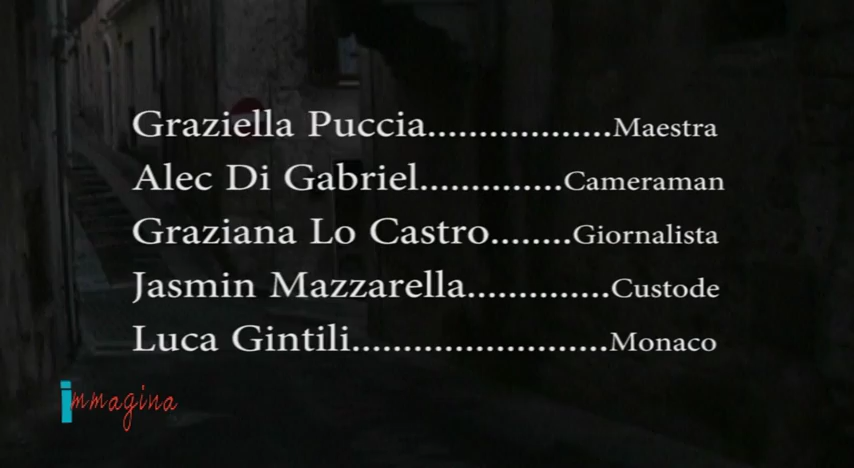 Graziella Puccia..................Maestra
Alec Di Gabriel..............Cameraman
Graziana Lo Castro........Giornalista
Jasmin Mazzarella..............Custode
Luca Gintili.........................Monaco
immagina